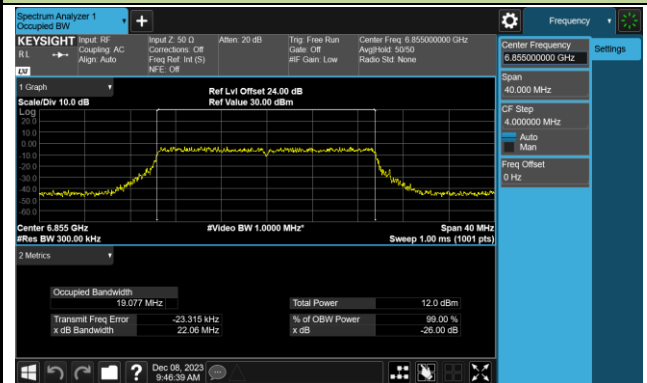 Spectrum Analyzer 1
Occupied BW
+
Frequency
KEYSIGHT
R L
LXI
Input: RF
Coupling: AC
Align: Auto
Input Z: 50 Ω
Corrections: Off
Freq Ref: Int (S)
NFE: Off
Atten: 20 dB
Trig: Free Run
Gate: Off
#IF Gain: Low
Center Freq: 6.855000000 GHz
Avg|Hold: 50/50
Radio Std: None
Center Frequency
6.855000000 GHz
Settings
Span
40.000 MHz
CF Step
4.000000 MHz
Auto
Man
Freq Offset
0 Hz
1 Graph
Scale/Div 10.0 dB
Ref Lvl Offset 24.00 dB
Ref Value 30.00 dBm
Log
20.0
10.0
0.00
-10.0
-20.0
-30.0
-40.0
-50.0
-60.0
Center 6.855 GHz
#Res BW 300.00 kHz
#Video BW 1.0000 MHz*
Span 40 MHz
Sweep 1.00 ms (1001 pts)
2 Metrics
Occupied Bandwidth
19.077 MHz
Total Power 12.0 dBm
Transmit Freq Error -23.315 kHz
% of OBW Power 99.00 %
x dB Bandwidth 22.06 MHz
x dB -26.00 dB
?
Dec 08, 2023
9:46:39 AM